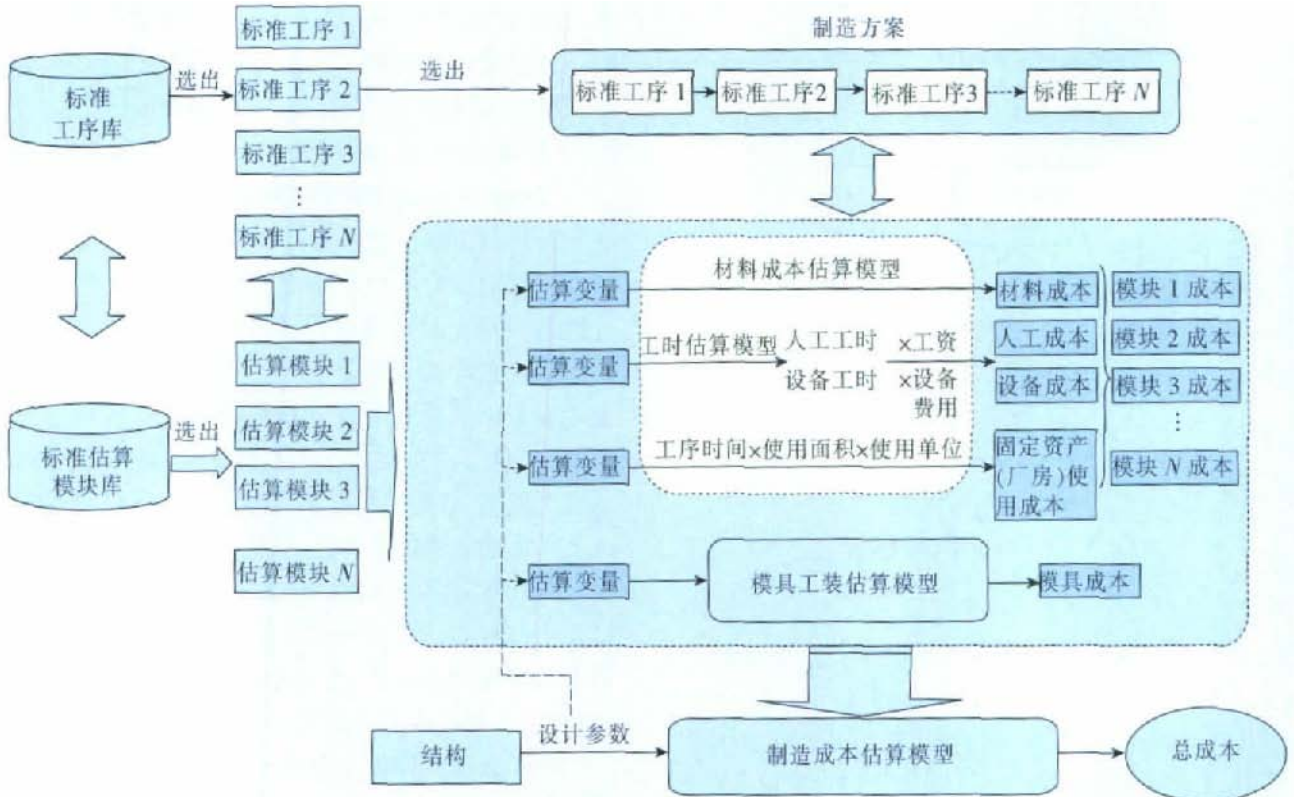 标准工序 1
制造方案
标准
工序库
选出
标准工序 2
选出
标准工序 1
标准工序2
标准工序3
标准工序 N
标准工序 3
⋮
标准工序 N
材料成本估算模型
估算变量
材料成本
模块 1 成本
工时估算模型
人工工时
×工资
人工成本
模块 2 成本
估算变量
设备工时
×设备
费用
设备成本
模块 3 成本
⋮
估算模块 1
标准估算
模块库
选出
估算模块 2
估算模块 3
估算模块 N
估算变量
工序时间×使用面积×使用单位
固定资产
(厂房)使
用成本
模块 N 成本
估算变量
模具工装估算模型
模具成本
结构
设计参数
制造成本估算模型
总成本